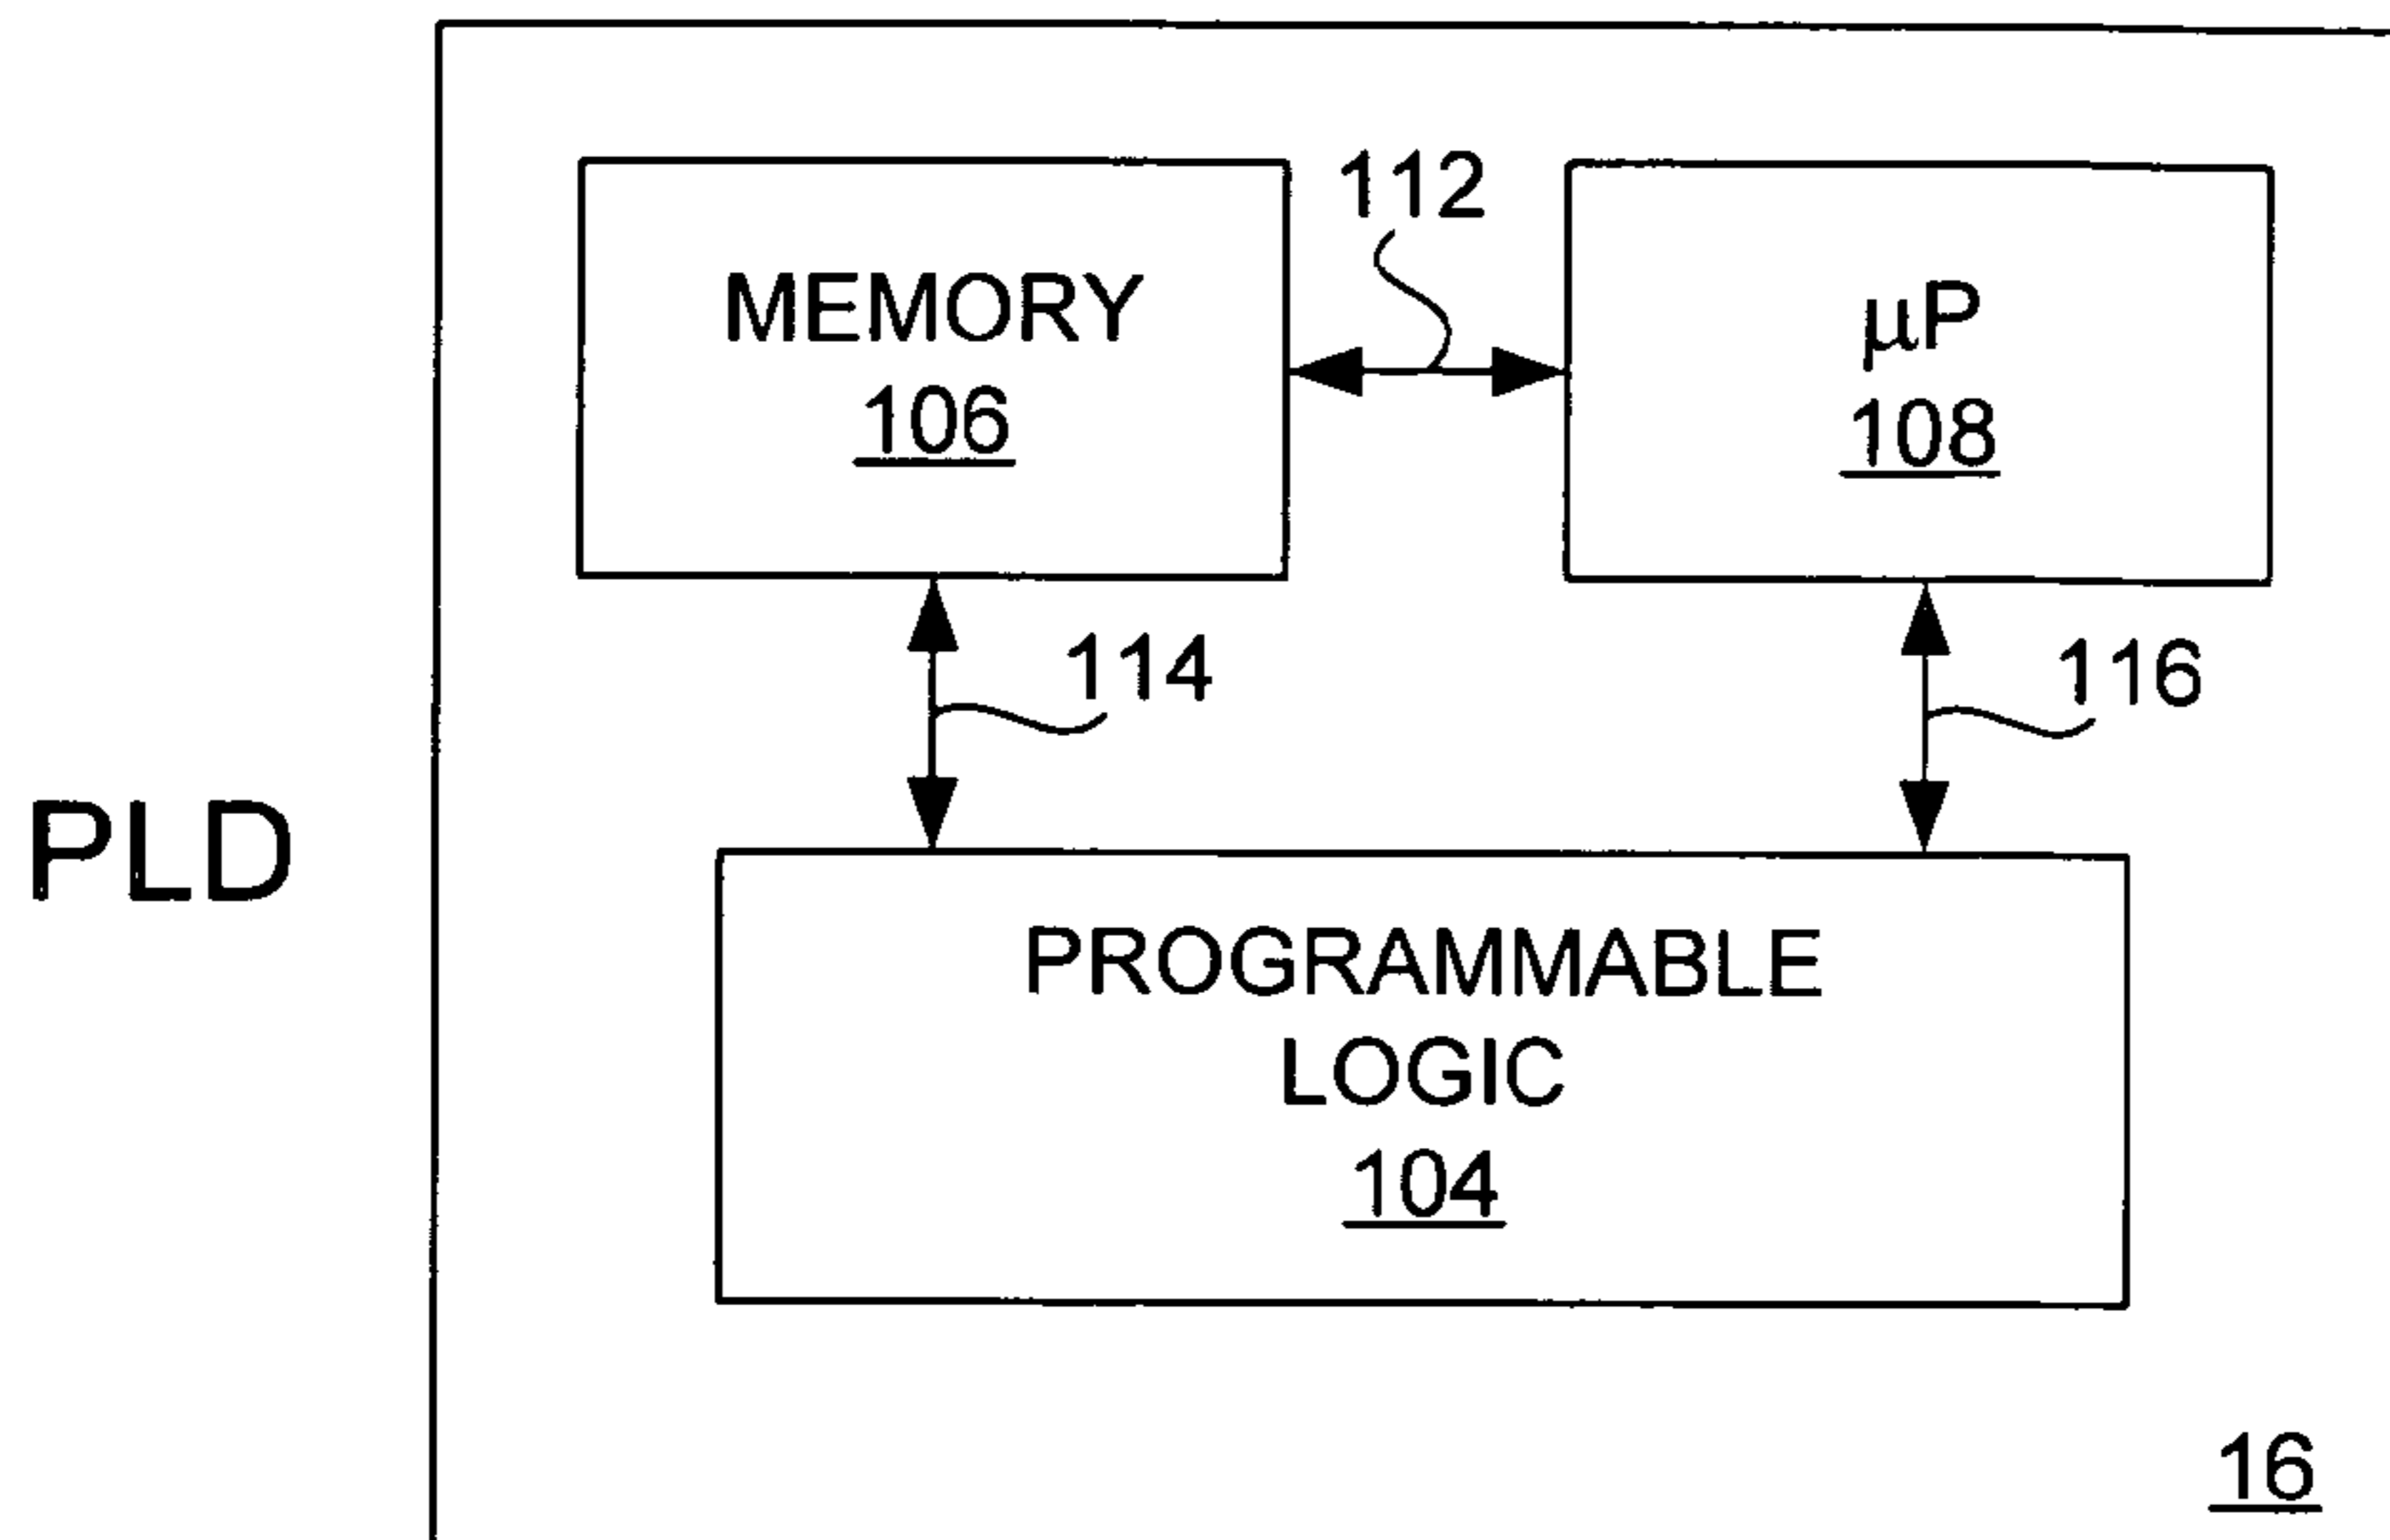 112
MEMORY
106
µP
108
114
116
PLD
PROGRAMMABLE
LOGIC
104
16